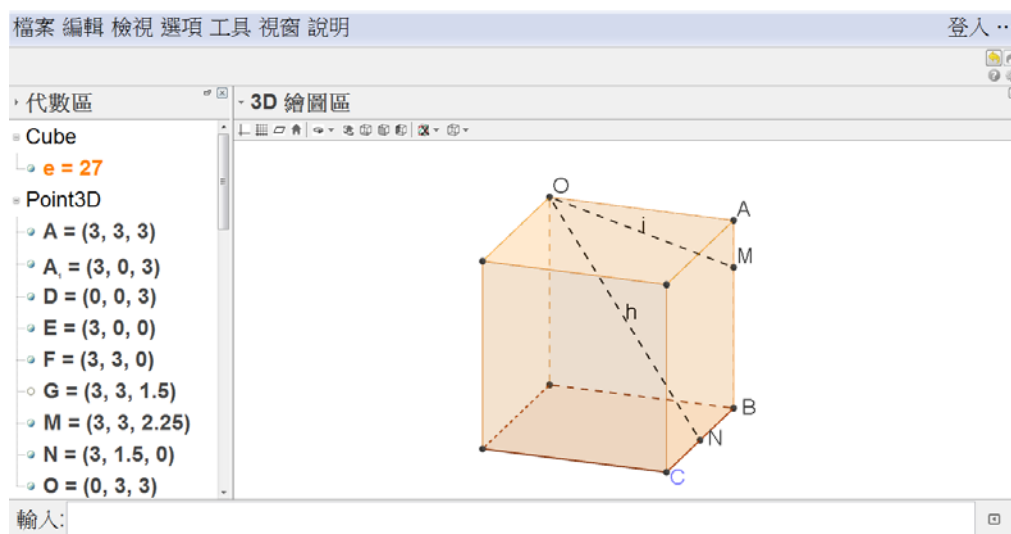 檔案 編輯 檢視 選項 工具 視窗 說明 登入 ...
代數區
3D 繪圖區
Cube
e = 27
Point3D
A = (3, 3, 3)
A₁ = (3, 0, 3)
D = (0, 0, 3)
E = (3, 0, 0)
F = (3, 3, 0)
G = (3, 3, 1.5)
M = (3, 3, 2.25)
N = (3, 1.5, 0)
O = (0, 3, 3)
O
A
i
M
h
B
N
C
輸入: